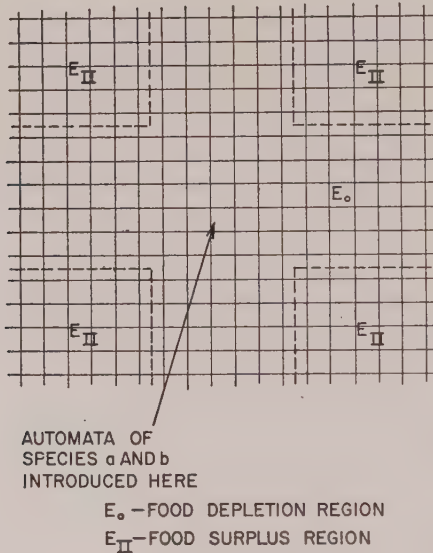 E_II E_II
E_o
E_II E_II
AUTOMATA OF
SPECIES a AND b
INTRODUCED HERE
E_o – FOOD DEPLETION REGION
E_II – FOOD SURPLUS REGION